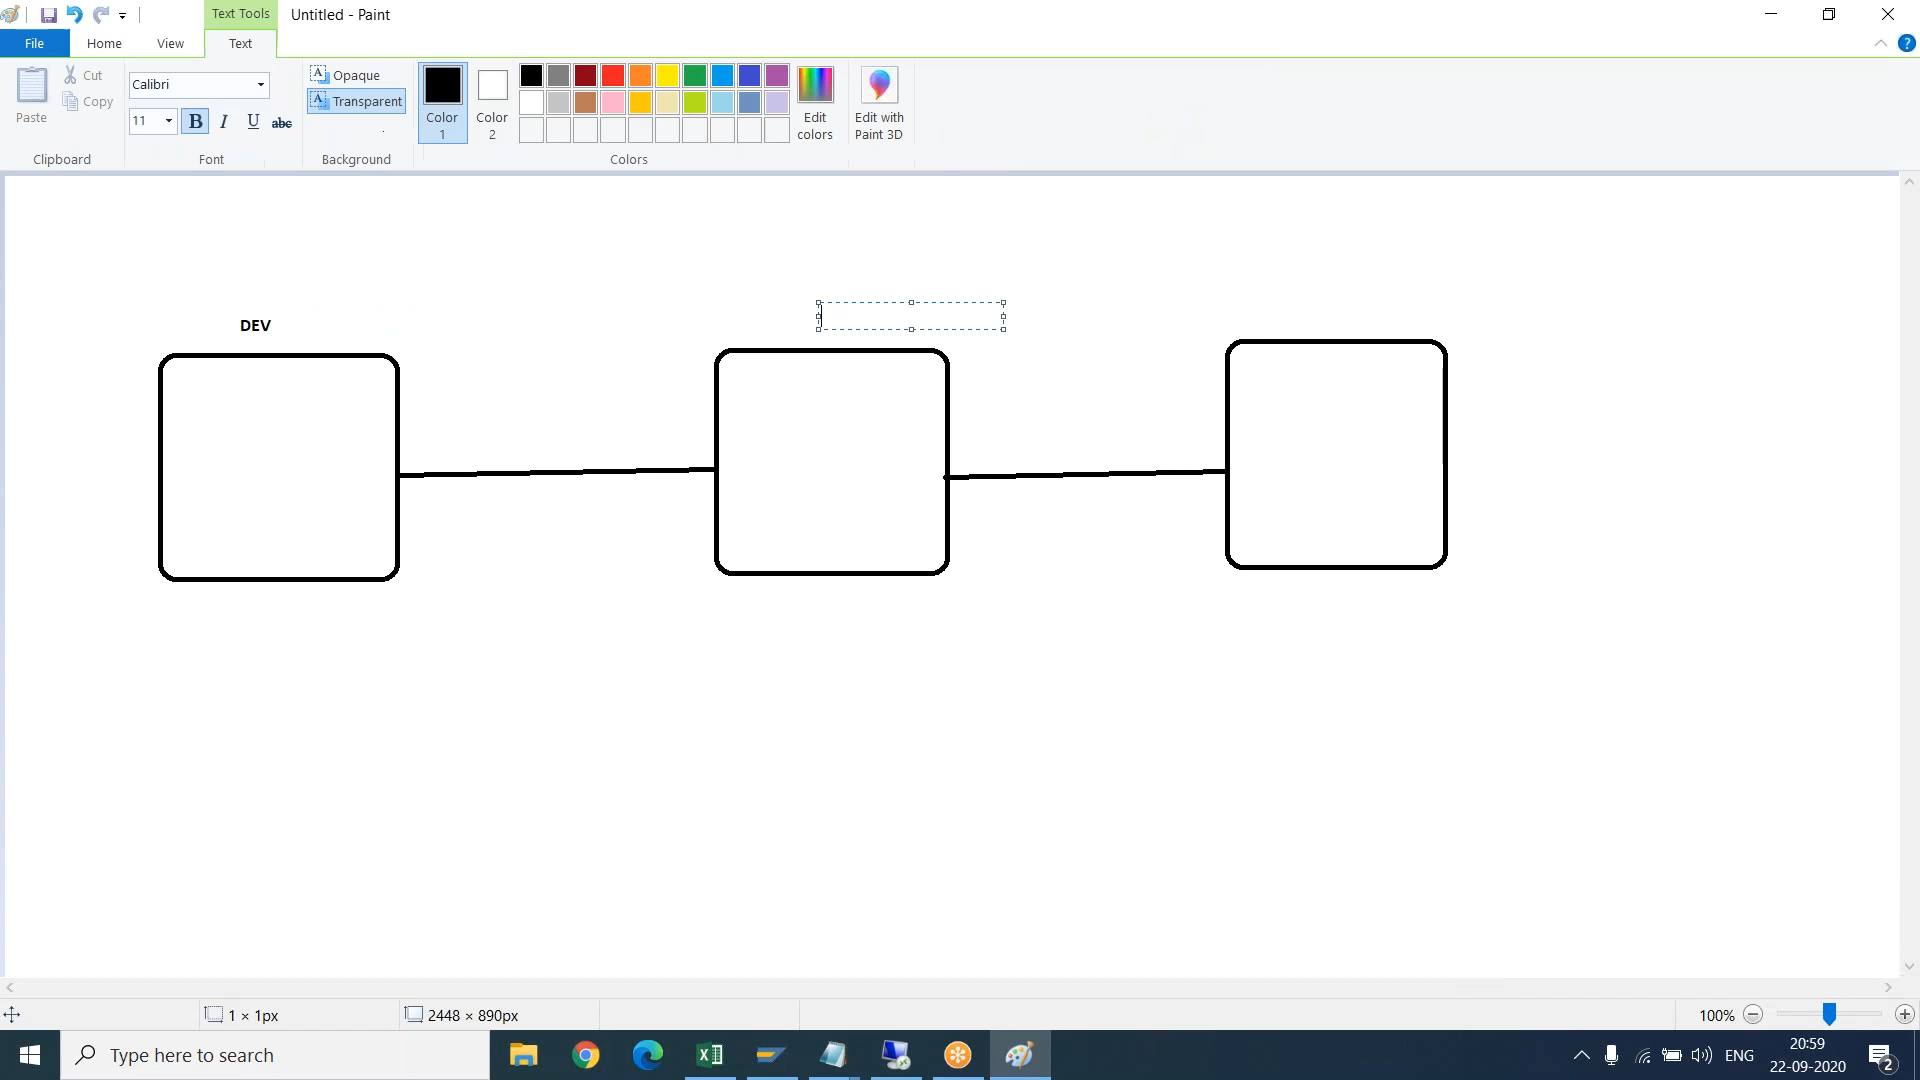 Text Tools
Untitled - Paint
File
Home
View
Text
Paste
Cut
Copy
Clipboard
Calibri
11
B I U abc
Font
Opaque
Transparent
Background
Color 1
Color 2
Edit colors
Edit with Paint 3D
Colors
DEV
1 × 1px
2448 × 890px
100%
Type here to search
ENG
20:59
22-09-2020
2